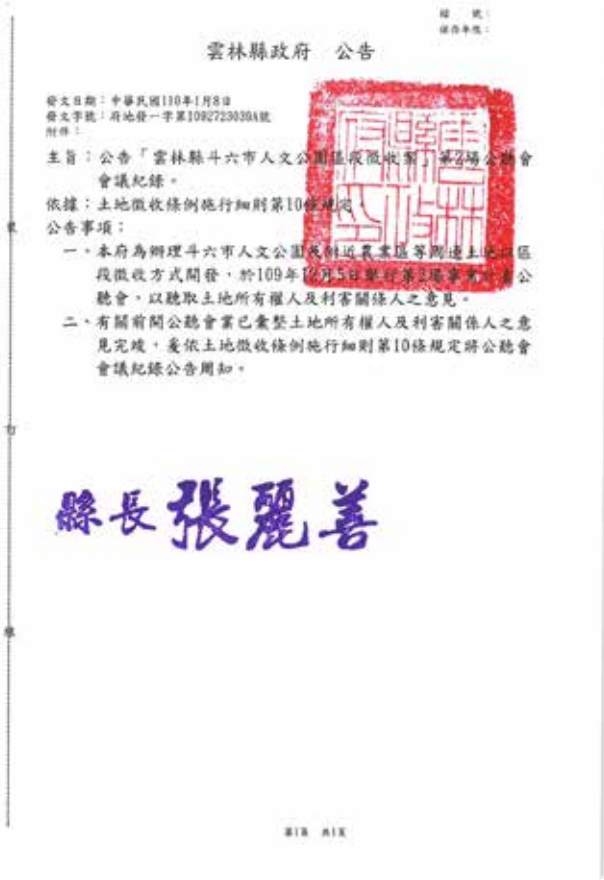 檔　號：
保存年限：
雲林縣政府　公告
發文日期：中華民國110年1月8日
發文字號：府地發一字第1092723030A號
附件：
主旨：公告「雲林縣斗六市人文公園區段徵收案」第2場公聽會
會議紀錄。
依據：土地徵收條例施行細則第10條規定。
公告事項：
一、本府為辦理斗六市人文公園及附近農業區等周邊土地以區
段徵收方式開發，於109年12月5日舉行第2場事業計畫公
聽會，以聽取土地所有權人及利害關係人之意見。
二、有關前開公聽會業已彙整土地所有權人及利害關係人之意
見完竣，爰依土地徵收條例施行細則第10條規定將公聽會
會議紀錄公告周知。
縣長張麗善
裝
訂
線
第1頁　共1頁